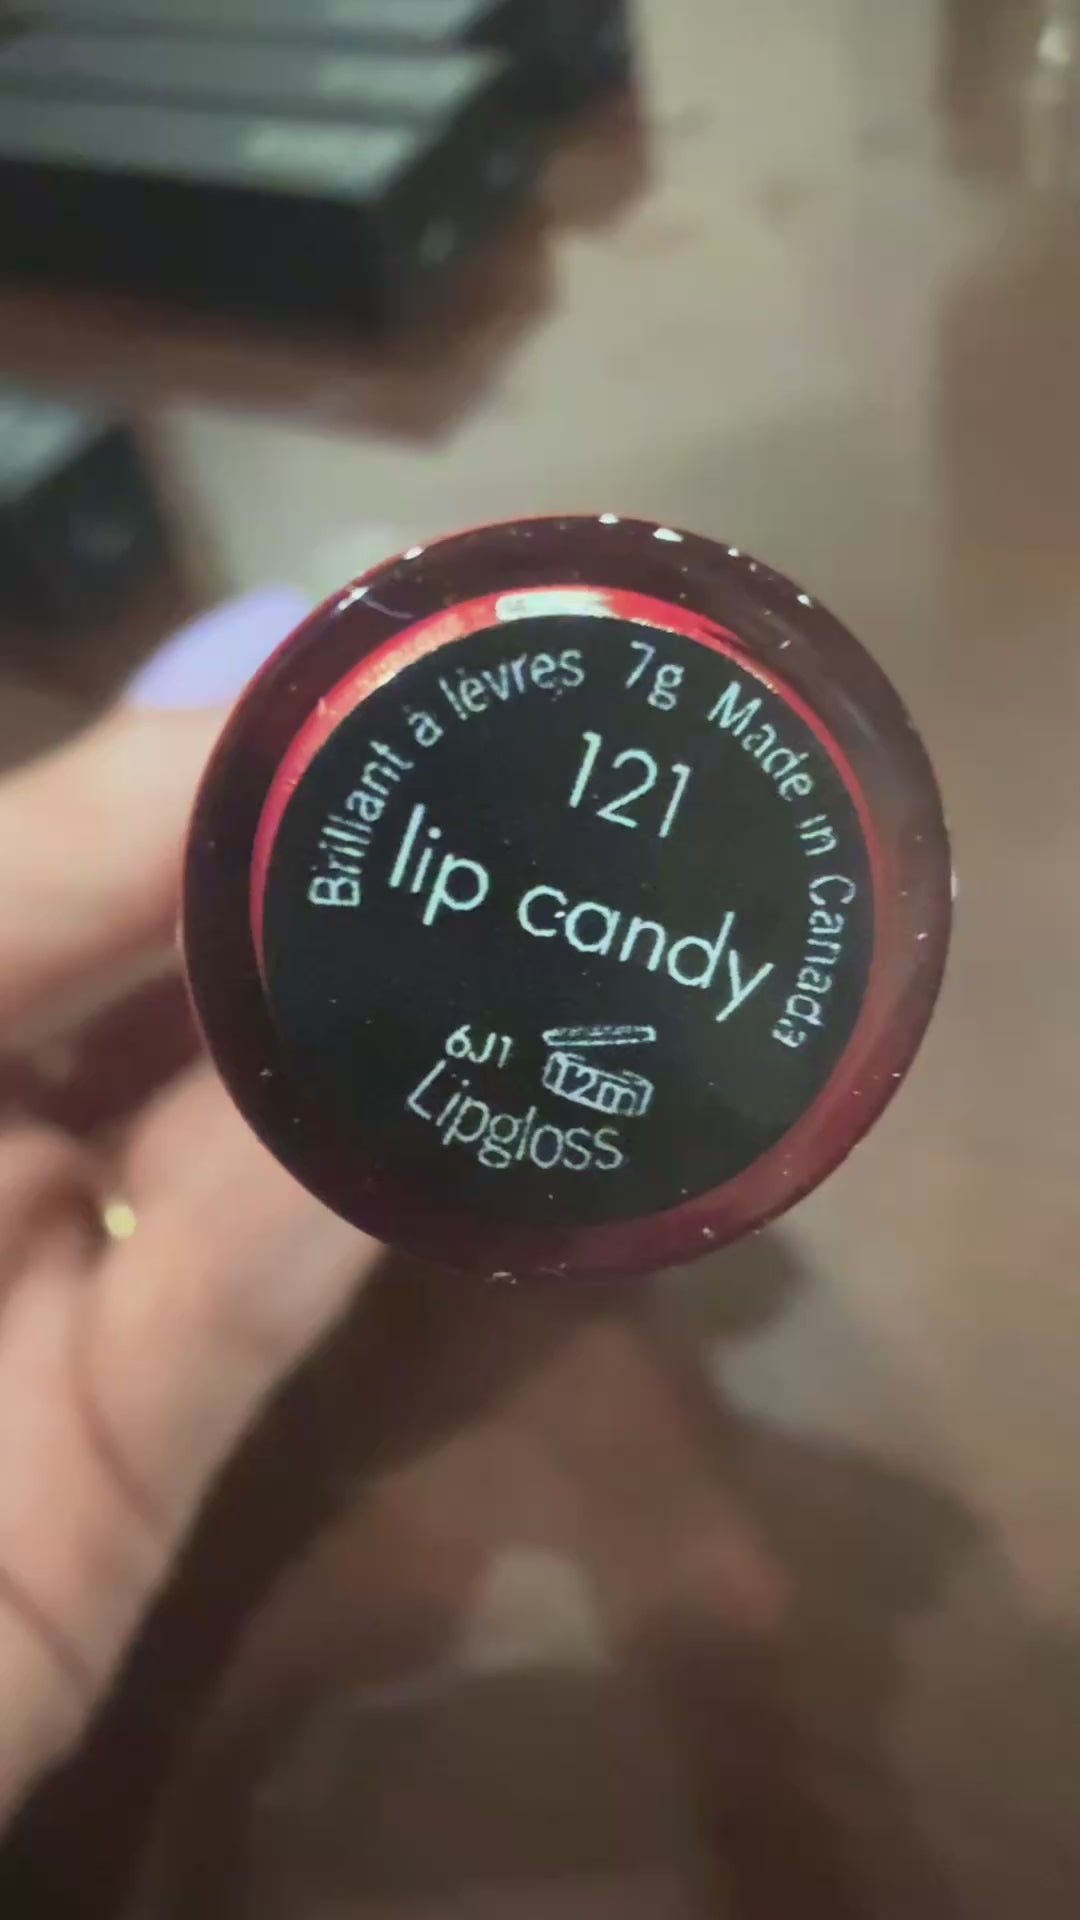 Brillant à lèvres 7g Made in Canada
121
lip candy
6J1 12m
Lipgloss